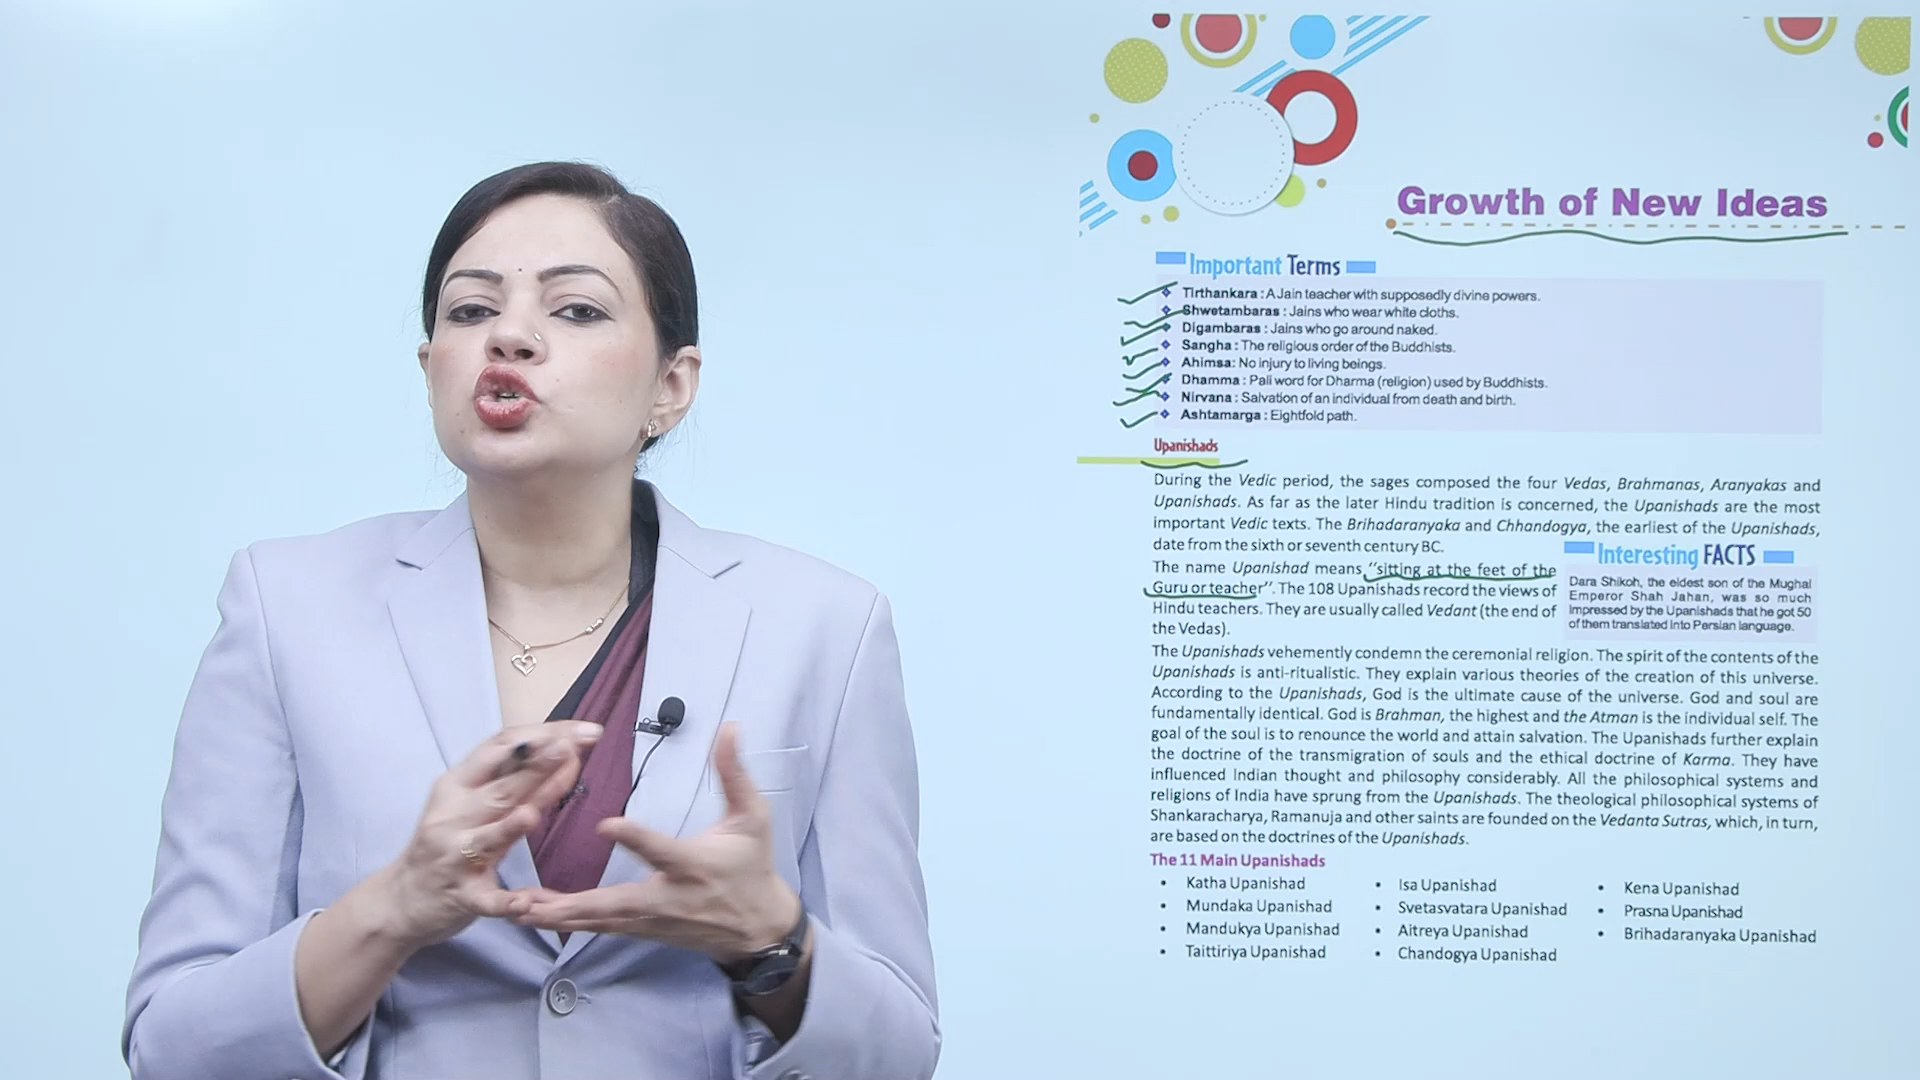 Growth of New Ideas
Important Terms
Tirthankara : A Jain teacher with supposedly divine powers.
Shwetambaras : Jains who wear white cloths.
Digambaras : Jains who go around naked.
Sangha : The religious order of the Buddhists.
Ahimsa: No injury to living beings.
Dhamma : Pali word for Dharma (religion) used by Buddhists.
Nirvana : Salvation of an individual from death and birth.
Ashtamarga : Eightfold path.
Upanishads
During the Vedic period, the sages composed the four Vedas, Brahmanas, Aranyakas and
Upanishads. As far as the later Hindu tradition is concerned, the Upanishads are the most
important Vedic texts. The Brihadaranyaka and Chhandogya, the earliest of the Upanishads,
date from the sixth or seventh century BC.
The name Upanishad means "sitting at the feet of the
Guru or teacher". The 108 Upanishads record the views of
Hindu teachers. They are usually called Vedant (the end of
the Vedas).
Interesting FACTS
Dara Shikoh, the eldest son of the Mughal
Emperor Shah Jahan, was so much
impressed by the Upanishads that he got 50
of them translated into Persian language.
The Upanishads vehemently condemn the ceremonial religion. The spirit of the contents of the
Upanishads is anti-ritualistic. They explain various theories of the creation of this universe.
According to the Upanishads, God is the ultimate cause of the universe. God and soul are
fundamentally identical. God is Brahman, the highest and the Atman is the individual self. The
goal of the soul is to renounce the world and attain salvation. The Upanishads further explain
the doctrine of the transmigration of souls and the ethical doctrine of Karma. They have
influenced Indian thought and philosophy considerably. All the philosophical systems and
religions of India have sprung from the Upanishads. The theological philosophical systems of
Shankaracharya, Ramanuja and other saints are founded on the Vedanta Sutras, which, in turn,
are based on the doctrines of the Upanishads.
The 11 Main Upanishads
• Katha Upanishad
• Mundaka Upanishad
• Mandukya Upanishad
• Taittiriya Upanishad
• Isa Upanishad
• Svetasvatara Upanishad
• Aitreya Upanishad
• Chandogya Upanishad
• Kena Upanishad
• Prasna Upanishad
• Brihadaranyaka Upanishad